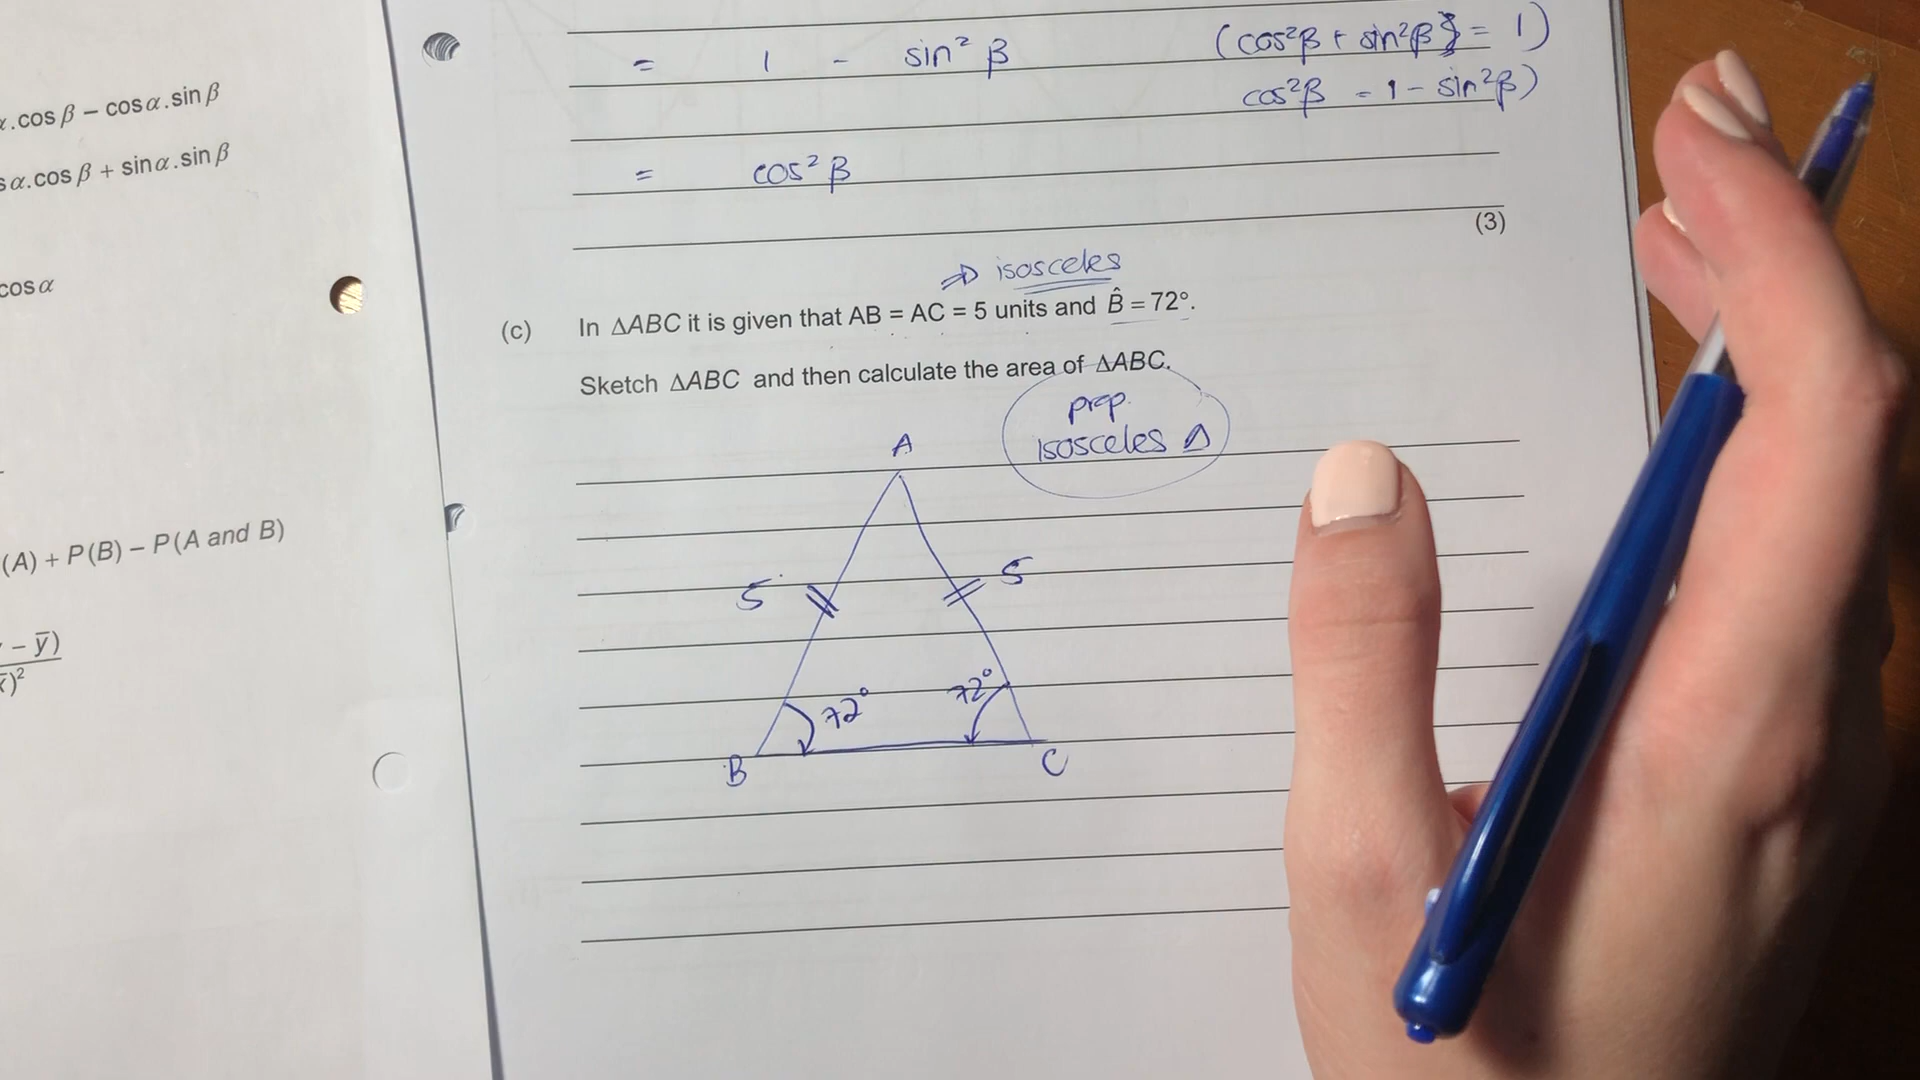 .cos β – cos α . sin β
α . cos β + sin α . sin β
cos α
(A) + P(B) – P(A and B)
– ȳ)
)²
= 1 - sin² β (cos²β + sin²β = 1)
cos²β = 1 - sin²β)
= cos² β
(3)
⇒ isosceles
(c) In ΔABC it is given that AB = AC = 5 units and B̂ = 72°.
Sketch ΔABC and then calculate the area of ΔABC.
prop.
isosceles Δ
A
5 5
72° 72°
B C